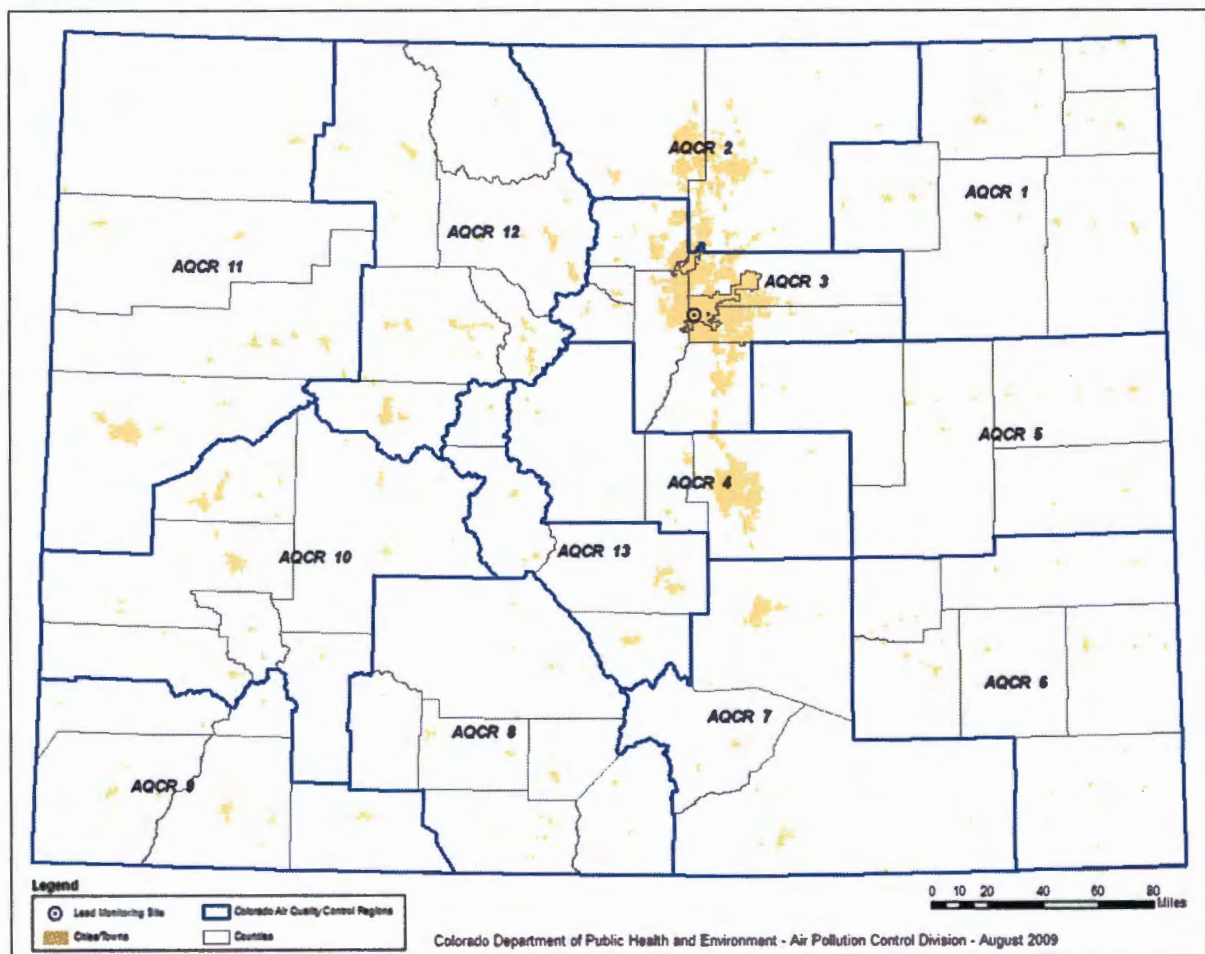 AQCR 2
AQCR 1
AQCR 12
AQCR 11
AQCR 3
AQCR 5
AQCR 4
AQCR 10
AQCR 13
AQCR 6
AQCR 7
AQCR 8
AQCR 9
Legend
Lead Monitoring Site
Colorado Air Quality Control Regions
Cities/Towns
Counties
0 10 20 40 60 80
Miles
Colorado Department of Public Health and Environment - Air Pollution Control Division - August 2009